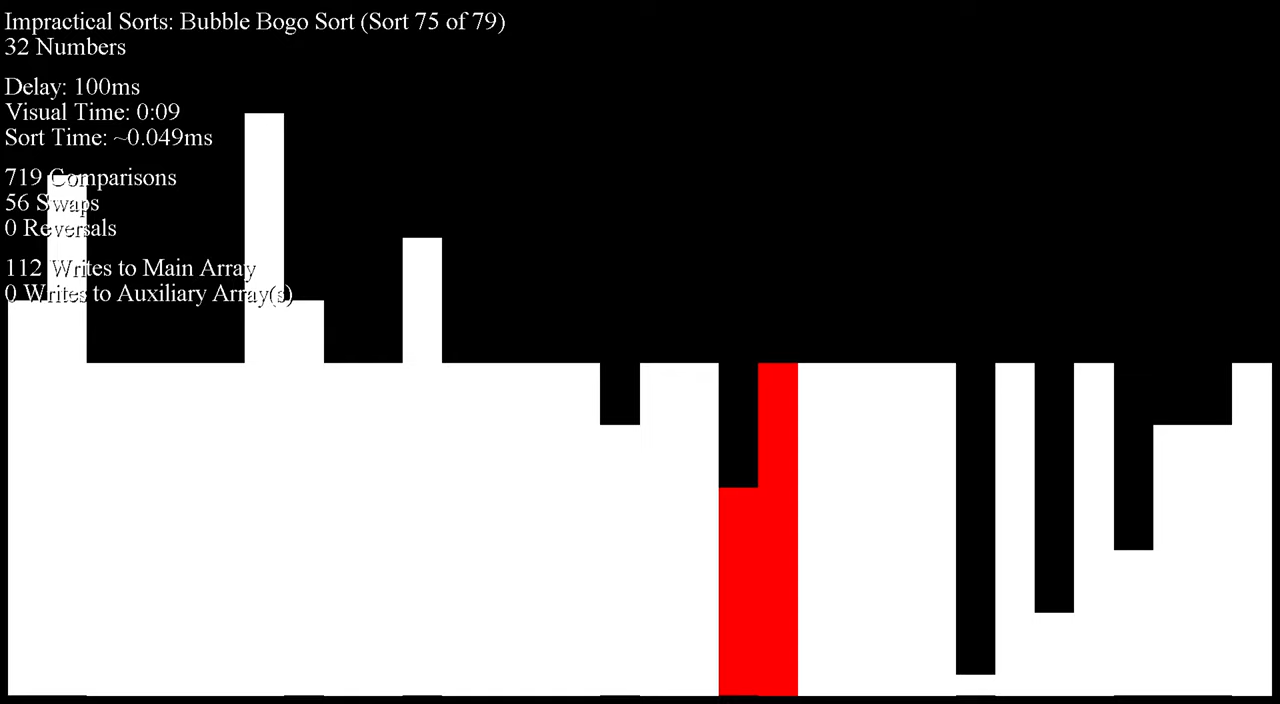 Impractical Sorts: Bubble Bogo Sort (Sort 75 of 79)
32 Numbers
Delay: 100ms
Visual Time: 0:09
Sort Time: ~0.049ms
719 Comparisons
56 Swaps
0 Reversals
112 Writes to Main Array
0 Writes to Auxiliary Array(s)